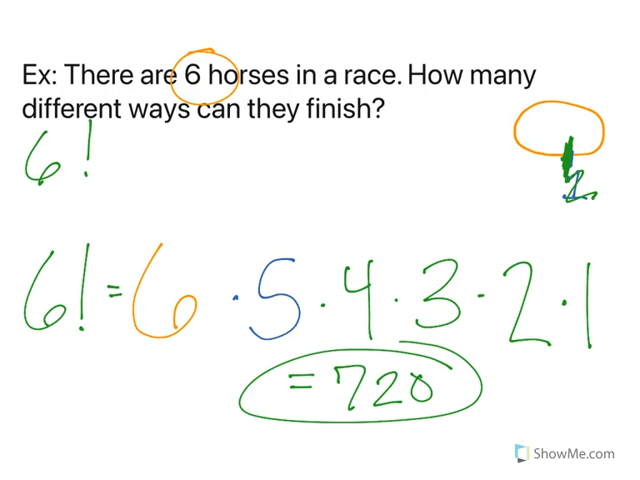 Ex: There are 6 horses in a race. How many
different ways can they finish?
6!
6! = 6 · 5 · 4 · 3 · 2 · 1
= 720
ShowMe.com